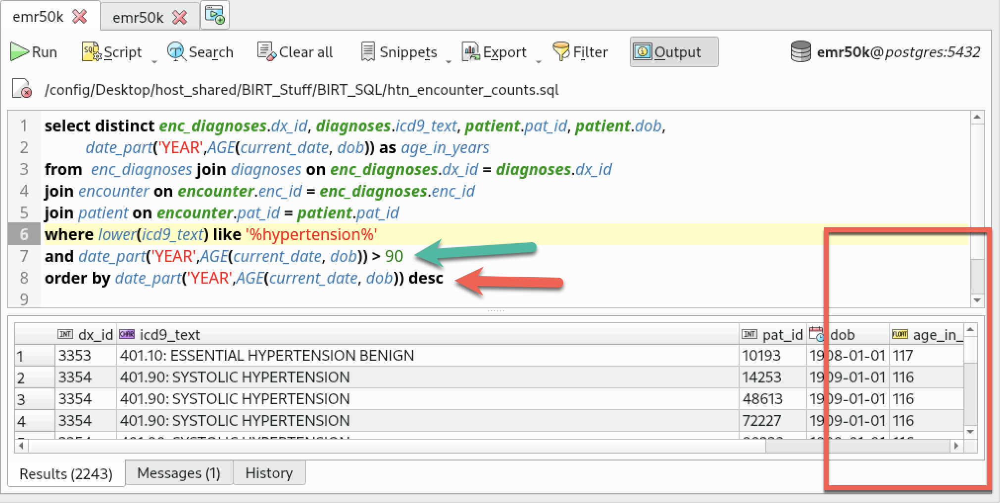 emr50k emr50k
Run Script Search Clear all Snippets Export Filter Output emr50k@postgres:5432
/config/Desktop/host_shared/BIRT_Stuff/BIRT_SQL/htn_encounter_counts.sql
1 select distinct enc_diagnoses.dx_id, diagnoses.icd9_text, patient.pat_id, patient.dob,
2 date_part('YEAR',AGE(current_date, dob)) as age_in_years
3 from enc_diagnoses join diagnoses on enc_diagnoses.dx_id = diagnoses.dx_id
4 join encounter on encounter.enc_id = enc_diagnoses.enc_id
5 join patient on encounter.pat_id = patient.pat_id
6 where lower(icd9_text) like '%hypertension%'
7 and date_part('YEAR',AGE(current_date, dob)) > 90
8 order by date_part('YEAR',AGE(current_date, dob)) desc
9
INT dx_id CHAR icd9_text INT pat_id dob FLOAT age_in_
1 3353 401.10: ESSENTIAL HYPERTENSION BENIGN 10193 1908-01-01 117
2 3354 401.90: SYSTOLIC HYPERTENSION 14253 1909-01-01 116
3 3354 401.90: SYSTOLIC HYPERTENSION 48613 1909-01-01 116
4 3354 401.90: SYSTOLIC HYPERTENSION 72227 1909-01-01 116
Results (2243) Messages (1) History